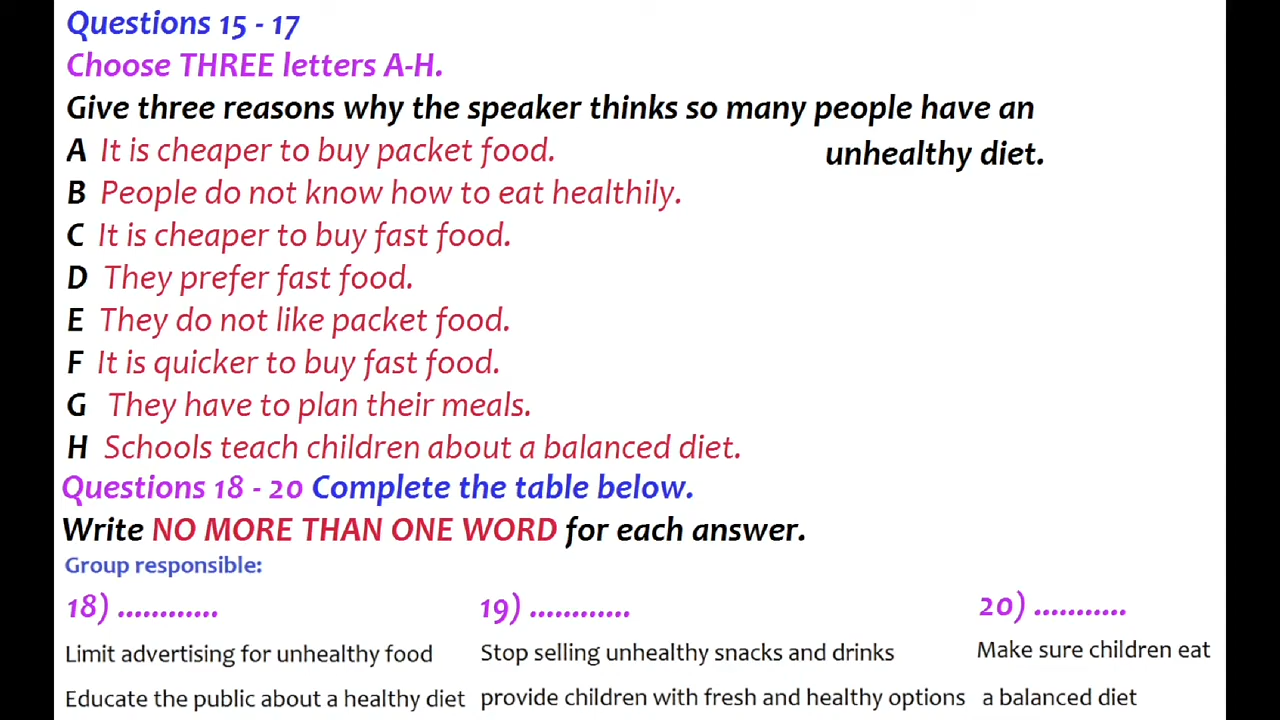 Questions 15 - 17
Choose THREE letters A-H.
Give three reasons why the speaker thinks so many people have an
unhealthy diet.
A It is cheaper to buy packet food.
B People do not know how to eat healthily.
C It is cheaper to buy fast food.
D They prefer fast food.
E They do not like packet food.
F It is quicker to buy fast food.
G They have to plan their meals.
H Schools teach children about a balanced diet.
Questions 18 - 20 Complete the table below.
Write NO MORE THAN ONE WORD for each answer.
Group responsible:
18) ............
Limit advertising for unhealthy food
Educate the public about a healthy diet
19) ............
Stop selling unhealthy snacks and drinks
provide children with fresh and healthy options
20) ...........
Make sure children eat
a balanced diet